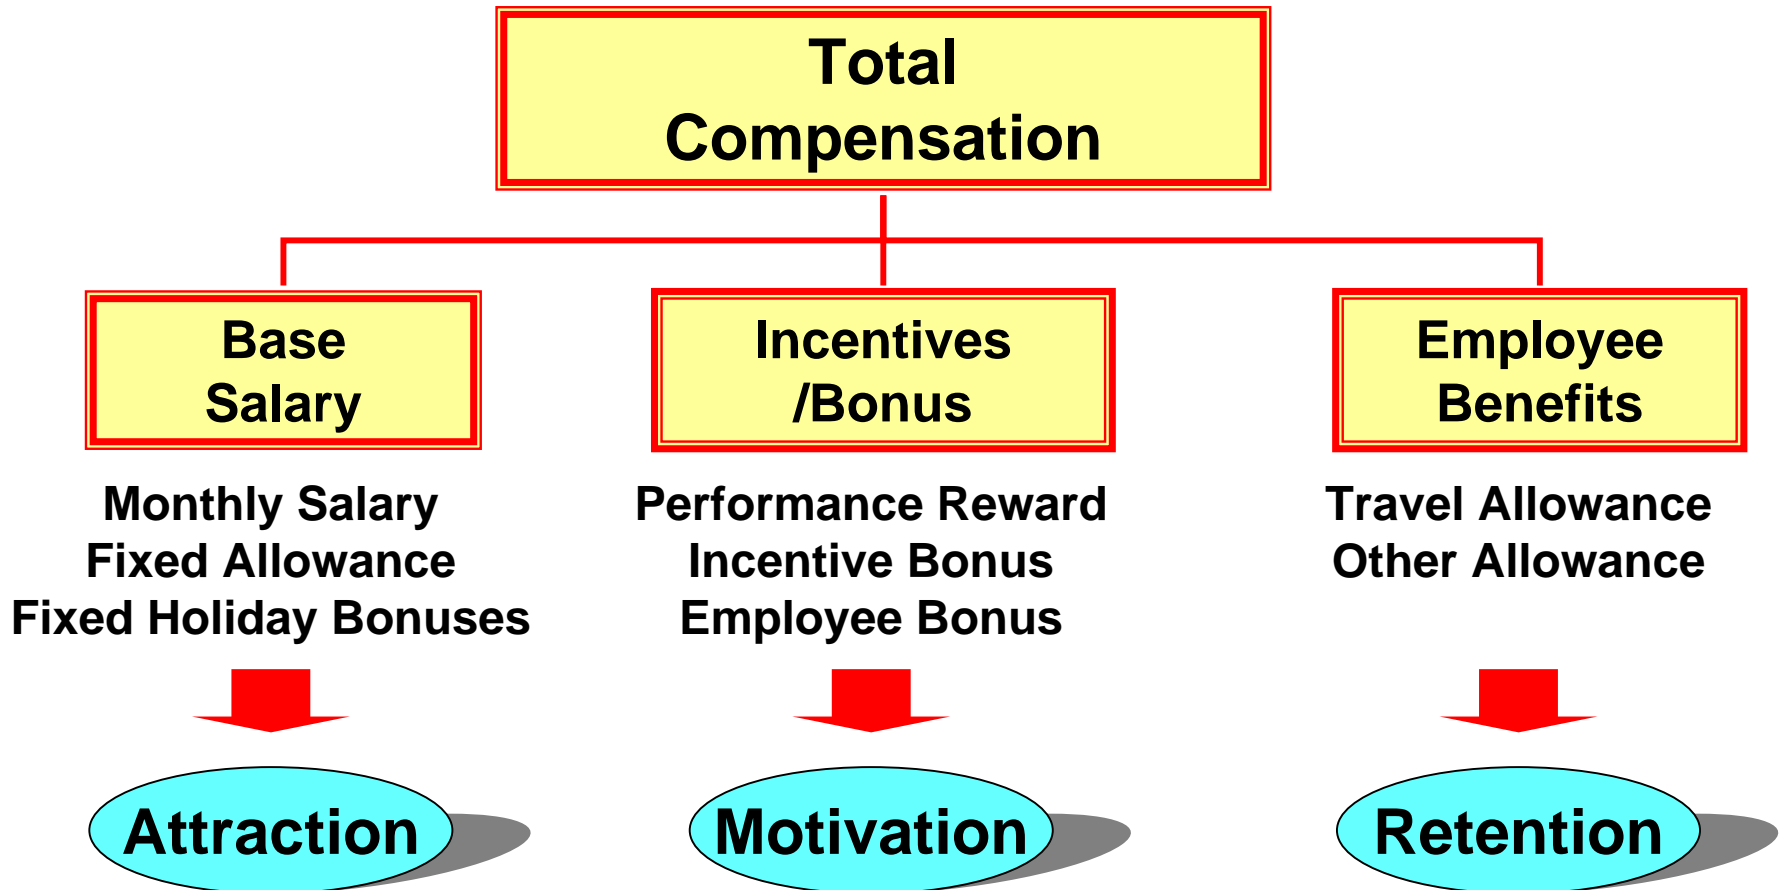 Total
Compensation
Base
Salary
Incentives
/Bonus
Employee
Benefits
Monthly Salary
Fixed Allowance
Fixed Holiday Bonuses
Performance Reward
Incentive Bonus
Employee Bonus
Travel Allowance
Other Allowance
Attraction
Motivation
Retention